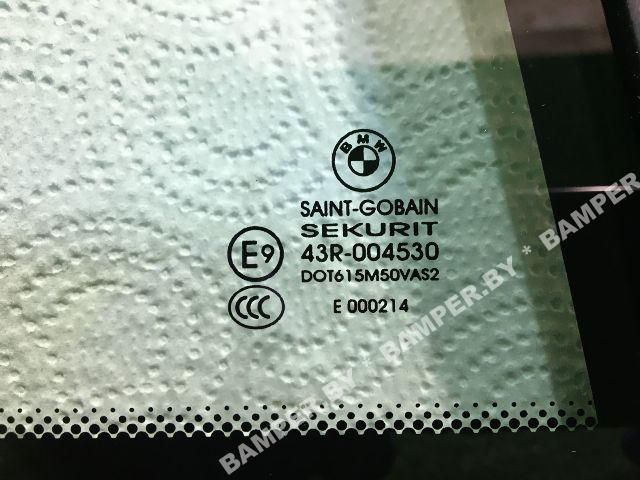 BMW
SAINT-GOBAIN
SEKURIT
E9 43R-004530
DOT615M50VAS2
CCC E 000214
BAMPER.BY * BAMPER.BY * BAMPER